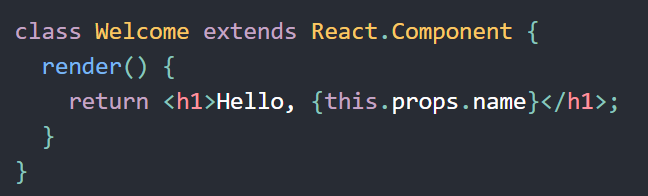 class Welcome extends React.Component {
  render() {
    return <h1>Hello, {this.props.name}</h1>;
  }
}